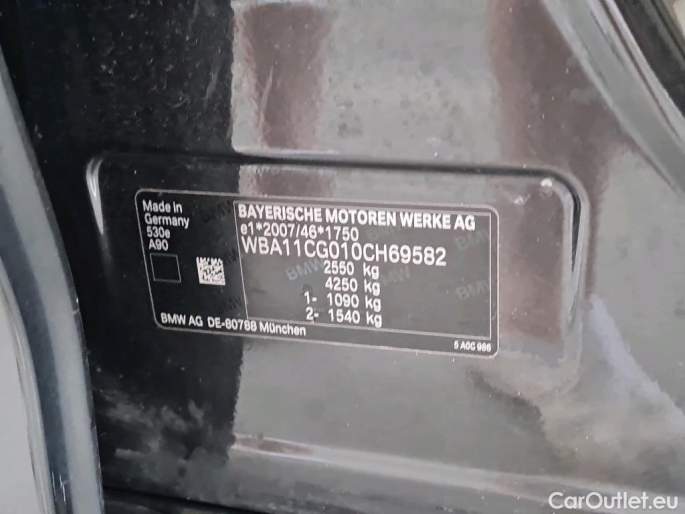 Made in
Germany
530e
A90
BAYERISCHE MOTOREN WERKE AG
e1*2007/46*1750
WBA11CG010CH69582
2550 kg
4250 kg
1- 1090 kg
2- 1540 kg
BMW AG DE-80788 München
5 A0C 986
CarOutlet.eu